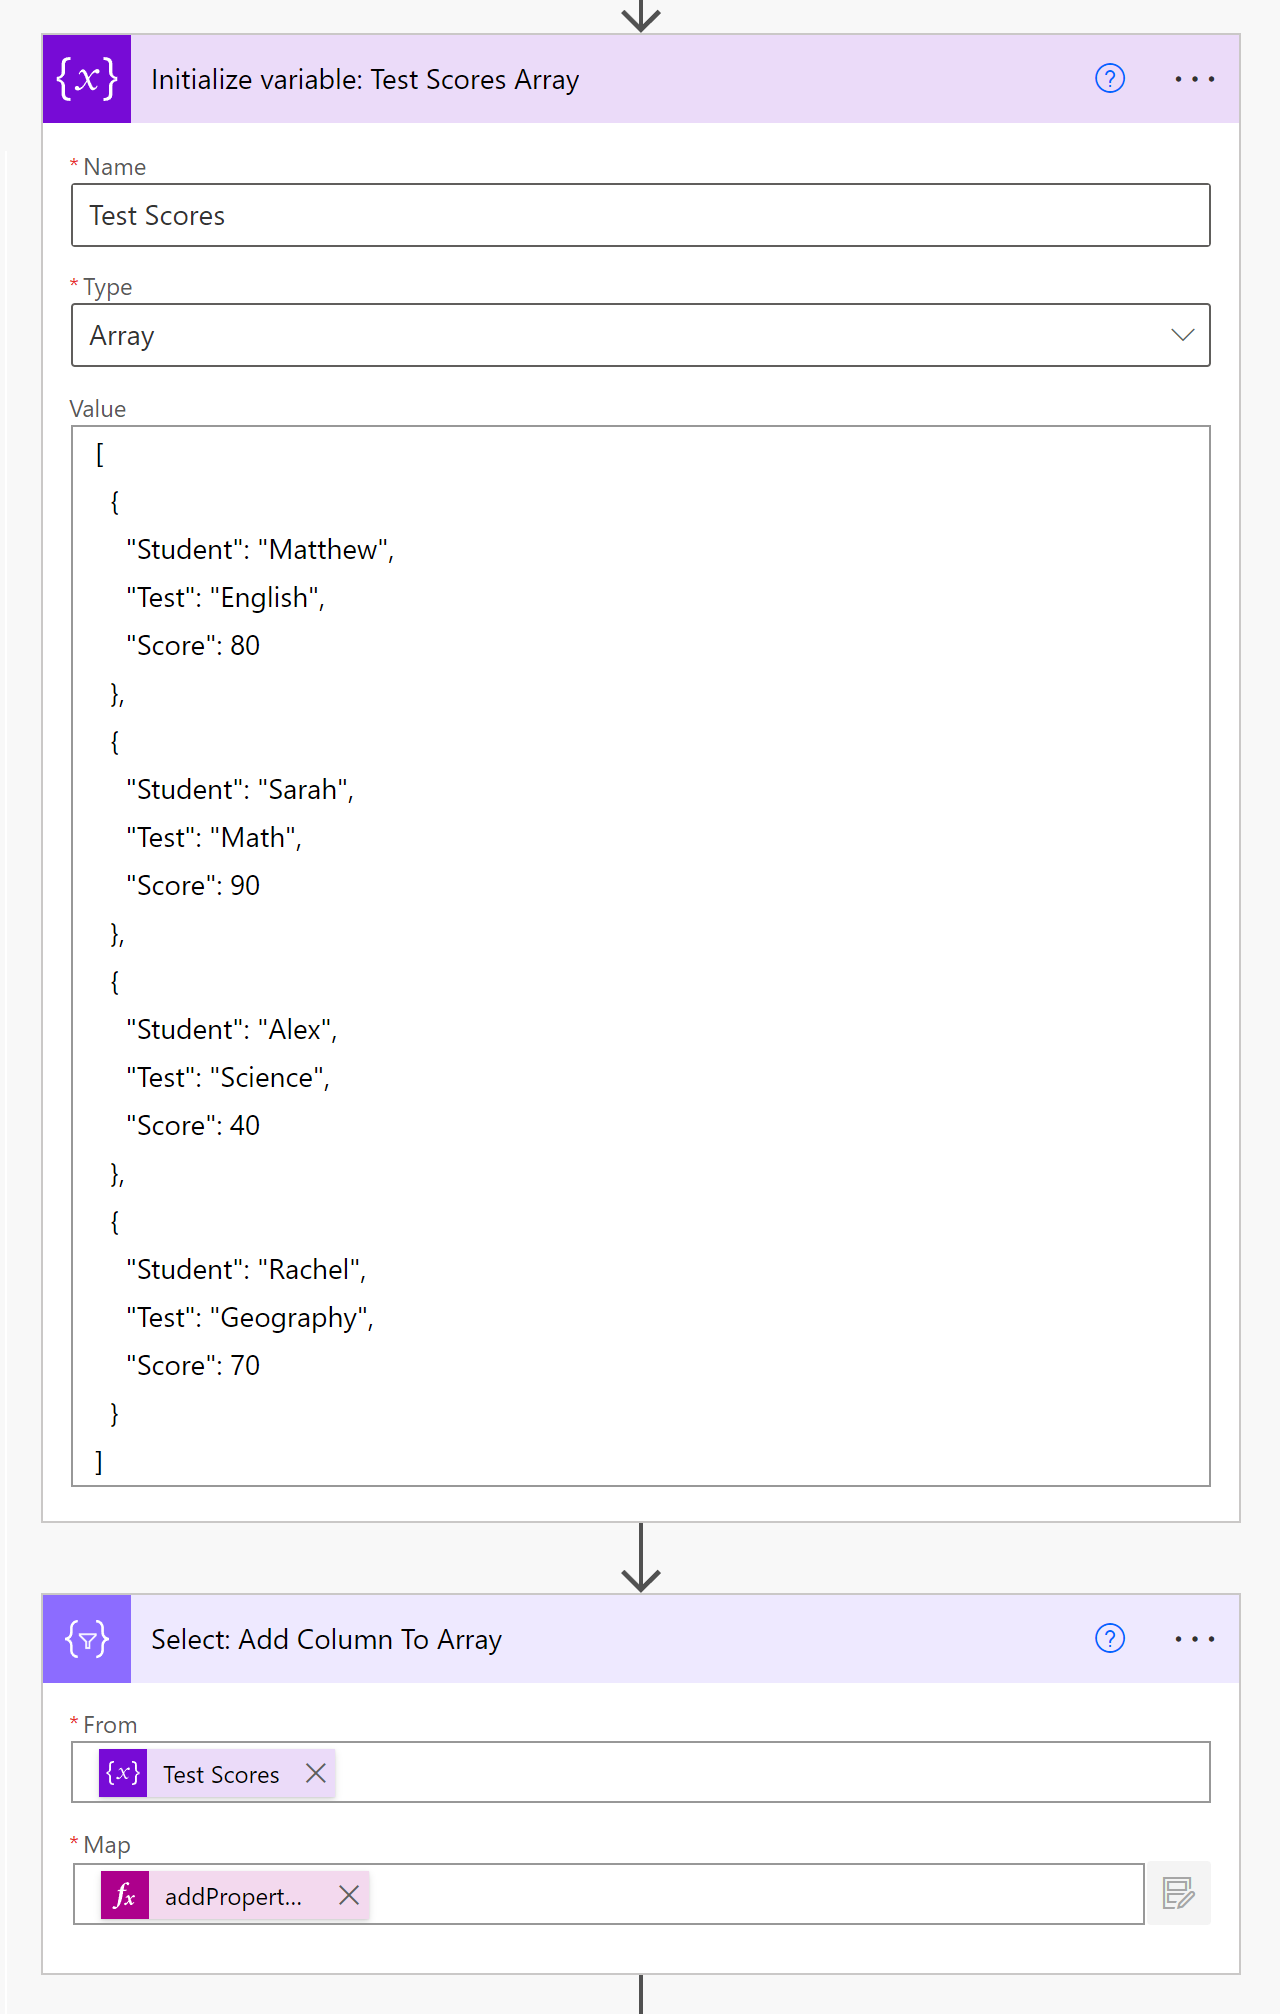 {x} Initialize variable: Test Scores Array ? ...
* Name
Test Scores
* Type
Array
Value
[
{
"Student": "Matthew",
"Test": "English",
"Score": 80
},
{
"Student": "Sarah",
"Test": "Math",
"Score": 90
},
{
"Student": "Alex",
"Test": "Science",
"Score": 40
},
{
"Student": "Rachel",
"Test": "Geography",
"Score": 70
}
]
Select: Add Column To Array ? ...
* From
{x} Test Scores
* Map
fx addPropert...